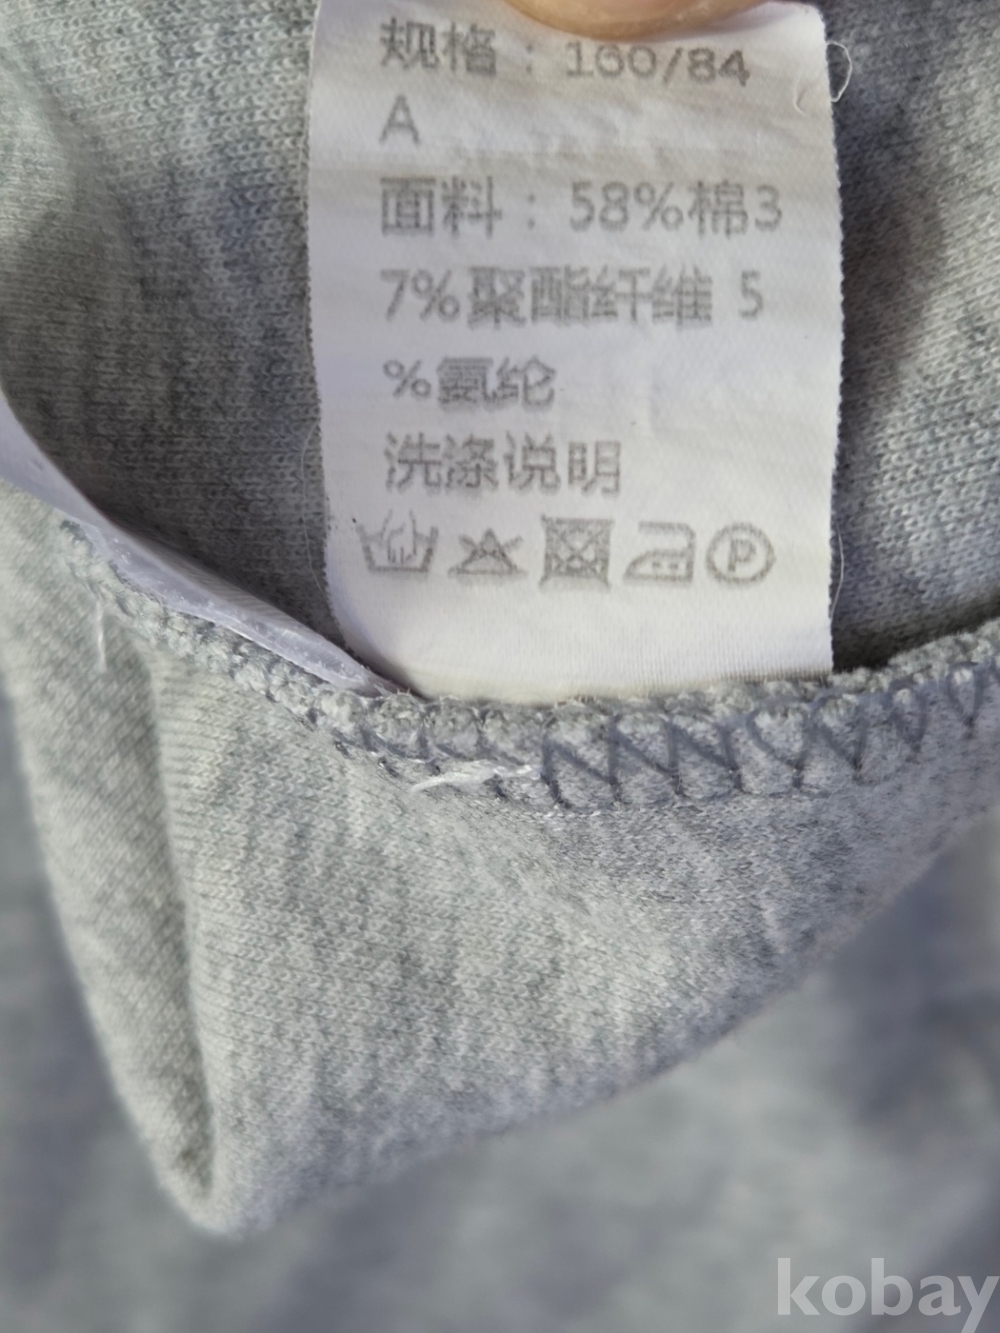 规格：160/84
A
面料：58%棉3
7%聚酯纤维 5
%氨纶
洗涤说明
P
kobay